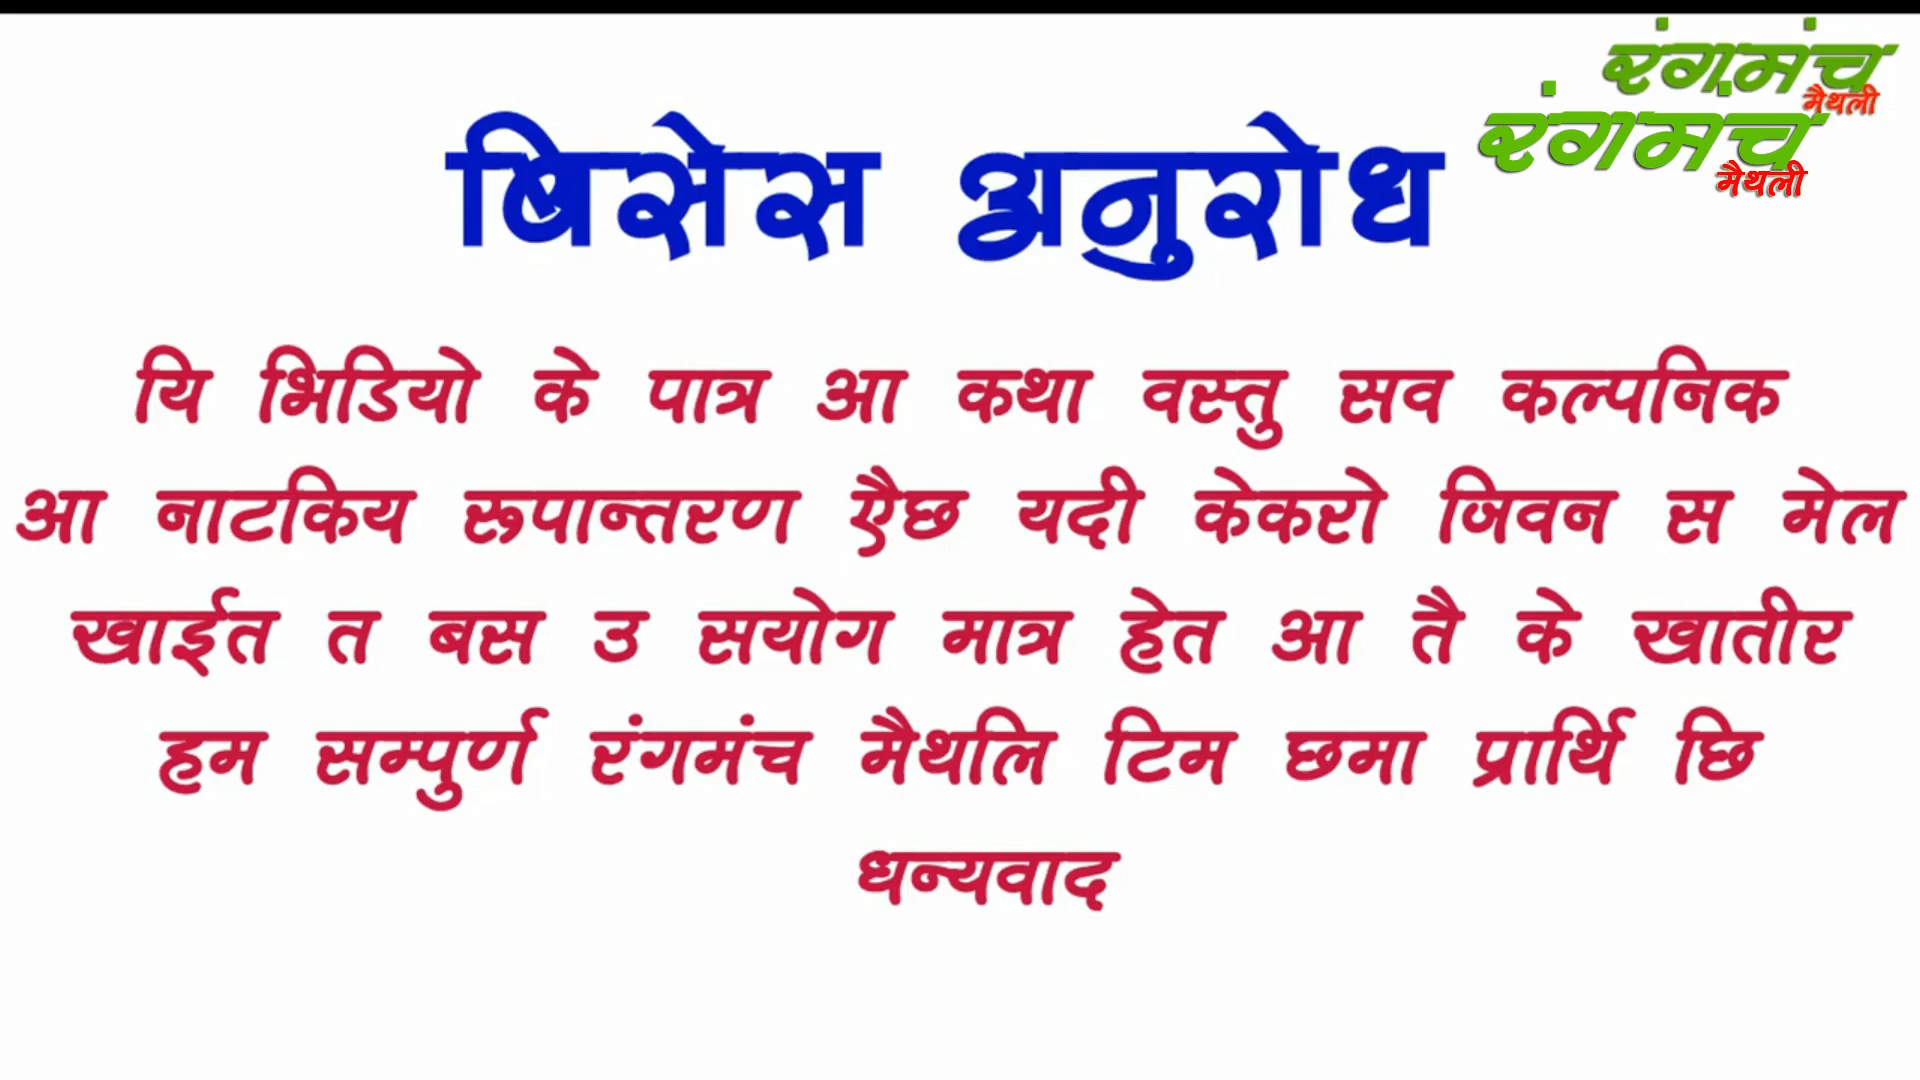 रंगमंच
मैथली
रंगमंच
मैथली
बिसेस अनुरोध
यि भिडियो के पात्र आ कथा वस्तु सव कल्पनिक
आ नाटकिय रूपान्तरण एैछ यदी केकरो जिवन स मेल
खाईत त बस उ सयोग मात्र हेत आ तै के खातीर
हम सम्पुर्ण रंगमंच मैथलि टिम छमा प्रार्थि छि
धन्यवाद